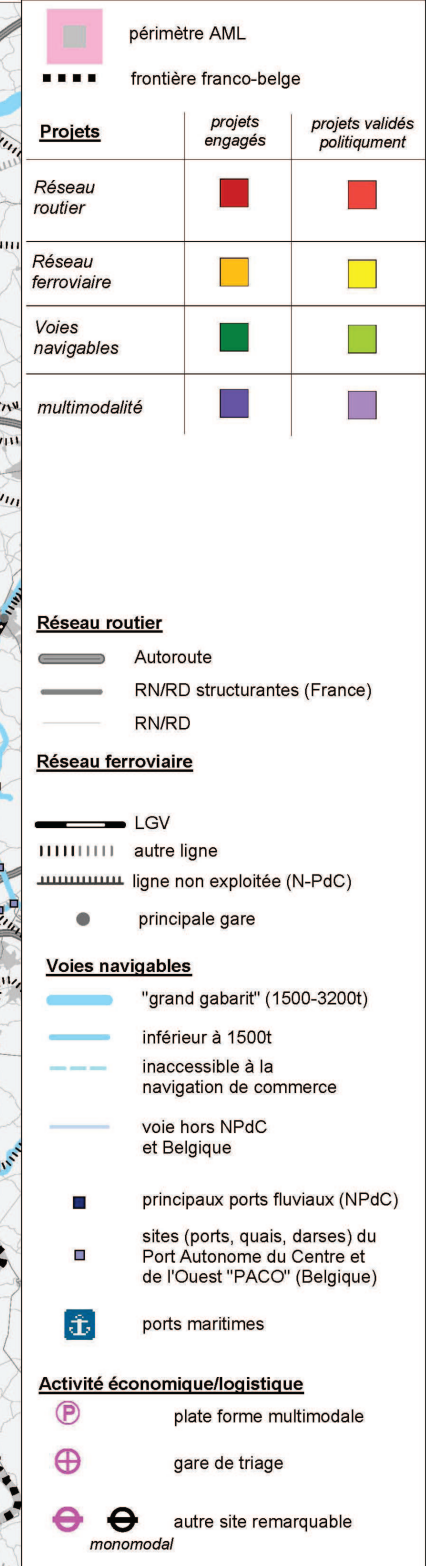 périmètre AML
frontière franco-belge
Projets
projets
engagés
projets validés
politiqument
Réseau
routier
Réseau
ferroviaire
Voies
navigables
multimodalité
Réseau routier
Autoroute
RN/RD structurantes (France)
RN/RD
Réseau ferroviaire
LGV
autre ligne
ligne non exploitée (N-PdC)
principale gare
Voies navigables
"grand gabarit" (1500-3200t)
inférieur à 1500t
inaccessible à la
navigation de commerce
voie hors NPdC
et Belgique
principaux ports fluviaux (NPdC)
sites (ports, quais, darses) du
Port Autonome du Centre et
de l'Ouest "PACO" (Belgique)
ports maritimes
Activité économique/logistique
P plate forme multimodale
gare de triage
autre site remarquable
monomodal